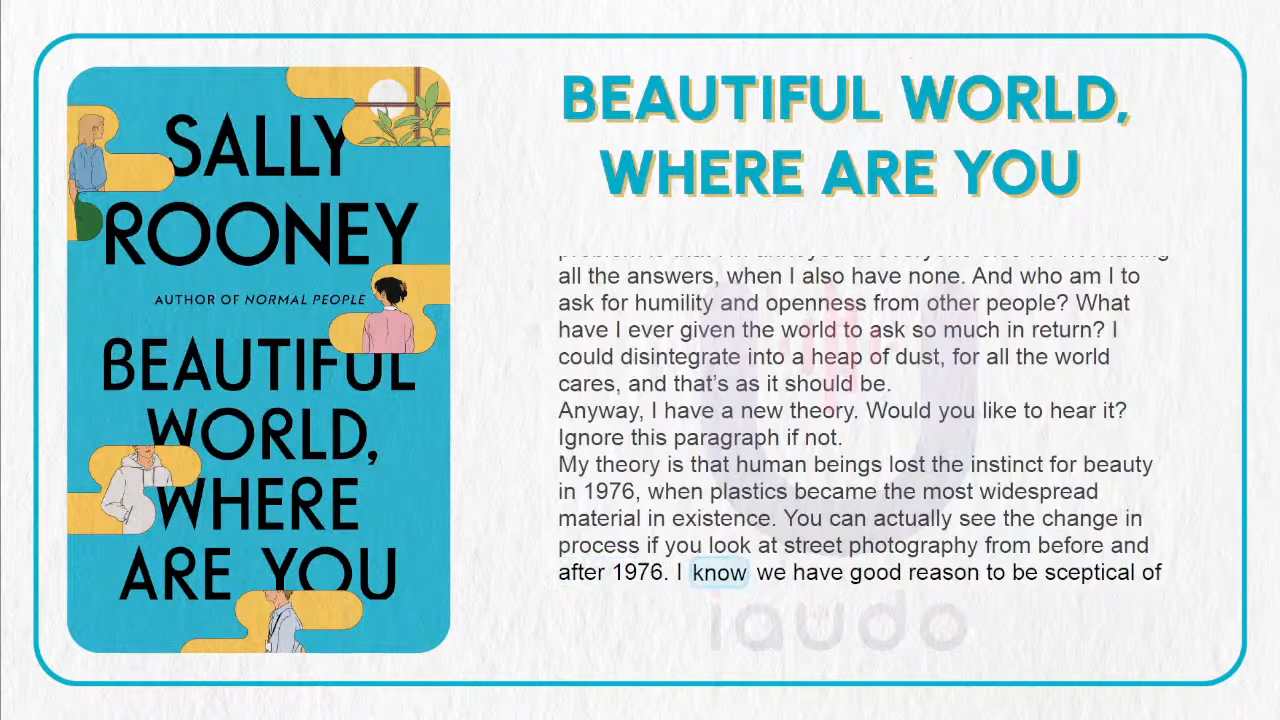 SALLY
ROONEY
AUTHOR OF NORMAL PEOPLE
BEAUTIFUL
WORLD,
WHERE
ARE YOU
BEAUTIFUL WORLD,
WHERE ARE YOU
all the answers, when I also have none. And who am I to
ask for humility and openness from other people? What
have I ever given the world to ask so much in return? I
could disintegrate into a heap of dust, for all the world
cares, and that’s as it should be.
Anyway, I have a new theory. Would you like to hear it?
Ignore this paragraph if not.
My theory is that human beings lost the instinct for beauty
in 1976, when plastics became the most widespread
material in existence. You can actually see the change in
process if you look at street photography from before and
after 1976. I know we have good reason to be sceptical of
iaudo